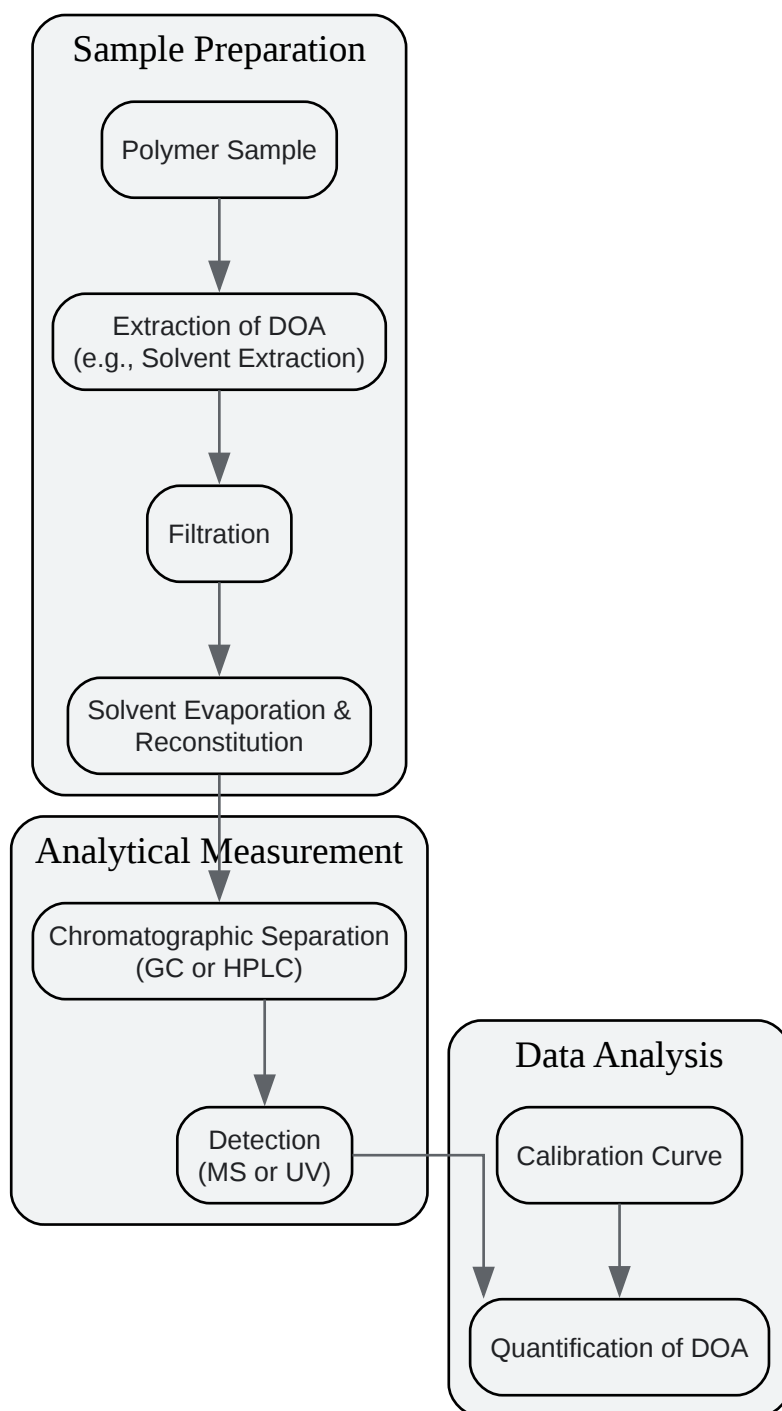 Sample Preparation
Polymer Sample
Extraction of DOA
(e.g., Solvent Extraction)
Filtration
Solvent Evaporation &
Reconstitution
Analytical Measurement
Chromatographic Separation
(GC or HPLC)
Detection
(MS or UV)
Data Analysis
Calibration Curve
Quantification of DOA